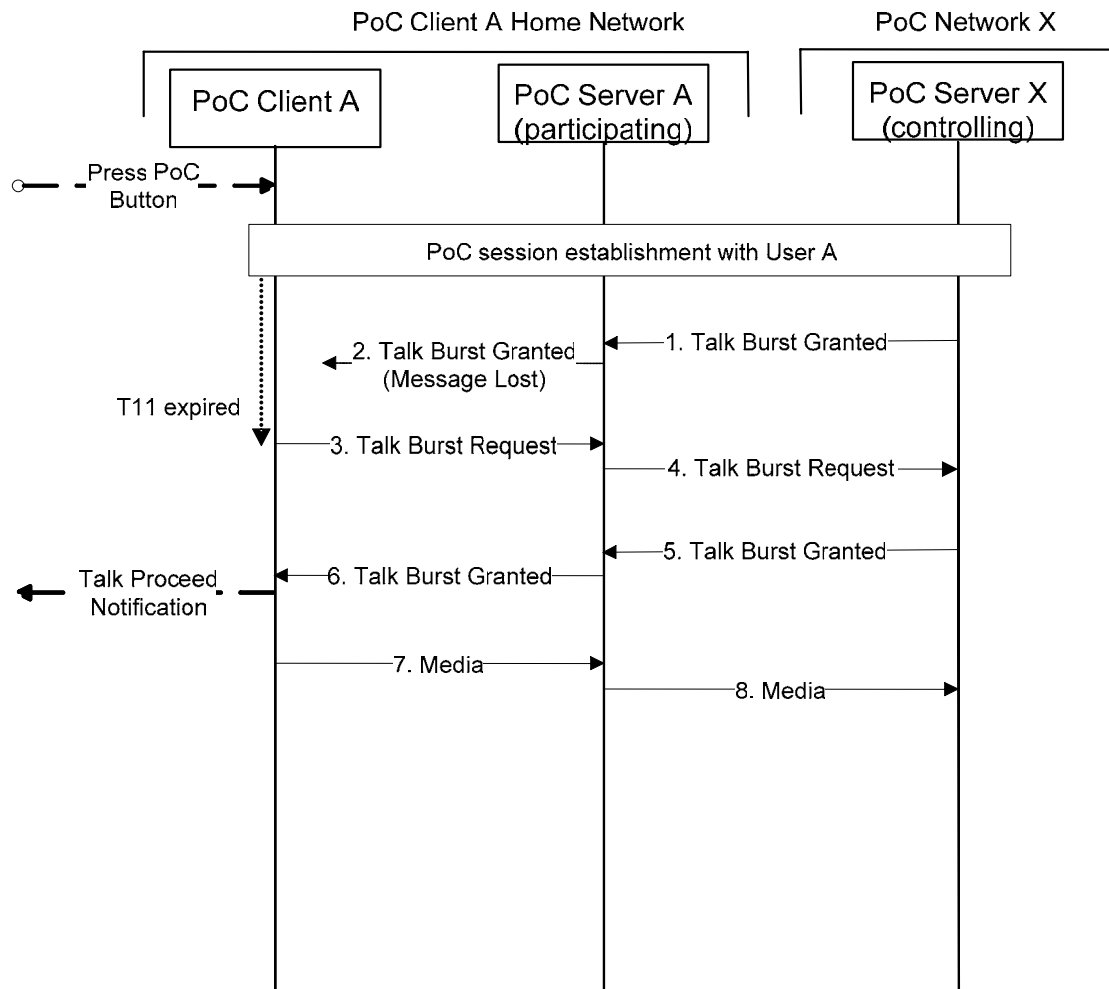 PoC Client A Home Network
PoC Network X
PoC Client A
PoC Server A
(participating)
PoC Server X
(controlling)
Press PoC
Button
PoC session establishment with User A
1. Talk Burst Granted
2. Talk Burst Granted
(Message Lost)
T11 expired
3. Talk Burst Request
4. Talk Burst Request
5. Talk Burst Granted
6. Talk Burst Granted
Talk Proceed
Notification
7. Media
8. Media